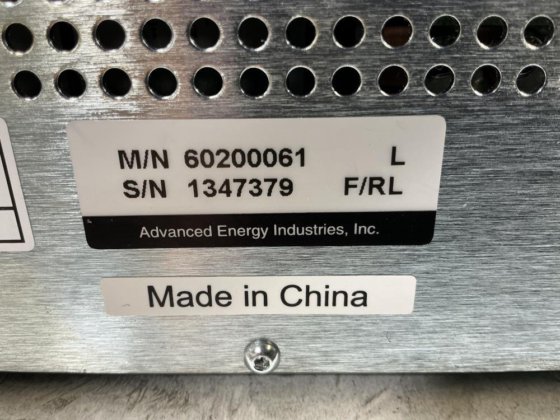 M/N 60200061 L
S/N 1347379 F/RL
Advanced Energy Industries, Inc.
Made in China